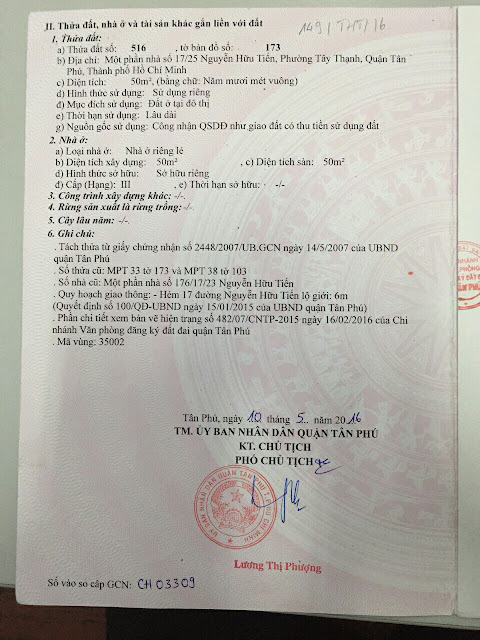 II. Thửa đất, nhà ở và tài sản khác gắn liền với đất
149/THT/16
1. Thửa đất:
a) Thửa đất số: 516 , tờ bản đồ số: 173
b) Địa chỉ: Một phần nhà số 17/25 Nguyễn Hữu Tiến, Phường Tây Thạnh, Quận Tân
Phú, Thành phố Hồ Chí Minh
c) Diện tích: 50m², (bằng chữ: Năm mươi mét vuông)
d) Hình thức sử dụng: Sử dụng riêng
đ) Mục đích sử dụng: Đất ở tại đô thị
e) Thời hạn sử dụng: Lâu dài
g) Nguồn gốc sử dụng: Công nhận QSDĐ như giao đất có thu tiền sử dụng đất
2. Nhà ở:
a) Loại nhà ở: Nhà ở riêng lẻ
b) Diện tích xây dựng: 50m² , c) Diện tích sàn: 50m²
d) Hình thức sở hữu: Sở hữu riêng
đ) Cấp (Hạng): III , e) Thời hạn sở hữu: -/-
3. Công trình xây dựng khác: -/-
4. Rừng sản xuất là rừng trồng: -/-
5. Cây lâu năm: -/-
6. Ghi chú:
. Tách thửa từ giấy chứng nhận số 2448/2007/UB.GCN ngày 14/5/2007 của UBND
quận Tân Phú
. Số thửa cũ: MPT 33 tờ 173 và MPT 38 tờ 103
. Số nhà cũ: Một phần nhà số 176/17/23 Nguyễn Hữu Tiến
. Quy hoạch giao thông: - Hẻm 17 đường Nguyễn Hữu Tiến lộ giới: 6m
(Quyết định số 100/QĐ-UBND ngày 15/01/2015 của UBND quận Tân Phú)
. Phần chi tiết xem bản vẽ hiện trạng số 482/07/CNTP-2015 ngày 16/02/2016 của Chi
nhánh Văn phòng đăng ký đất đai quận Tân Phú
. Mã vùng: 35002
Tân Phú, ngày 10 tháng 5. năm 2016
TM. ỦY BAN NHÂN DÂN QUẬN TÂN PHÚ
KT. CHỦ TỊCH
PHÓ CHỦ TỊCH
ỦY BAN NHÂN DÂN QUẬN TÂN PHÚ T.P HỒ CHÍ MINH
Lương Thị Phượng
Số vào sổ cấp GCN: CH 03309